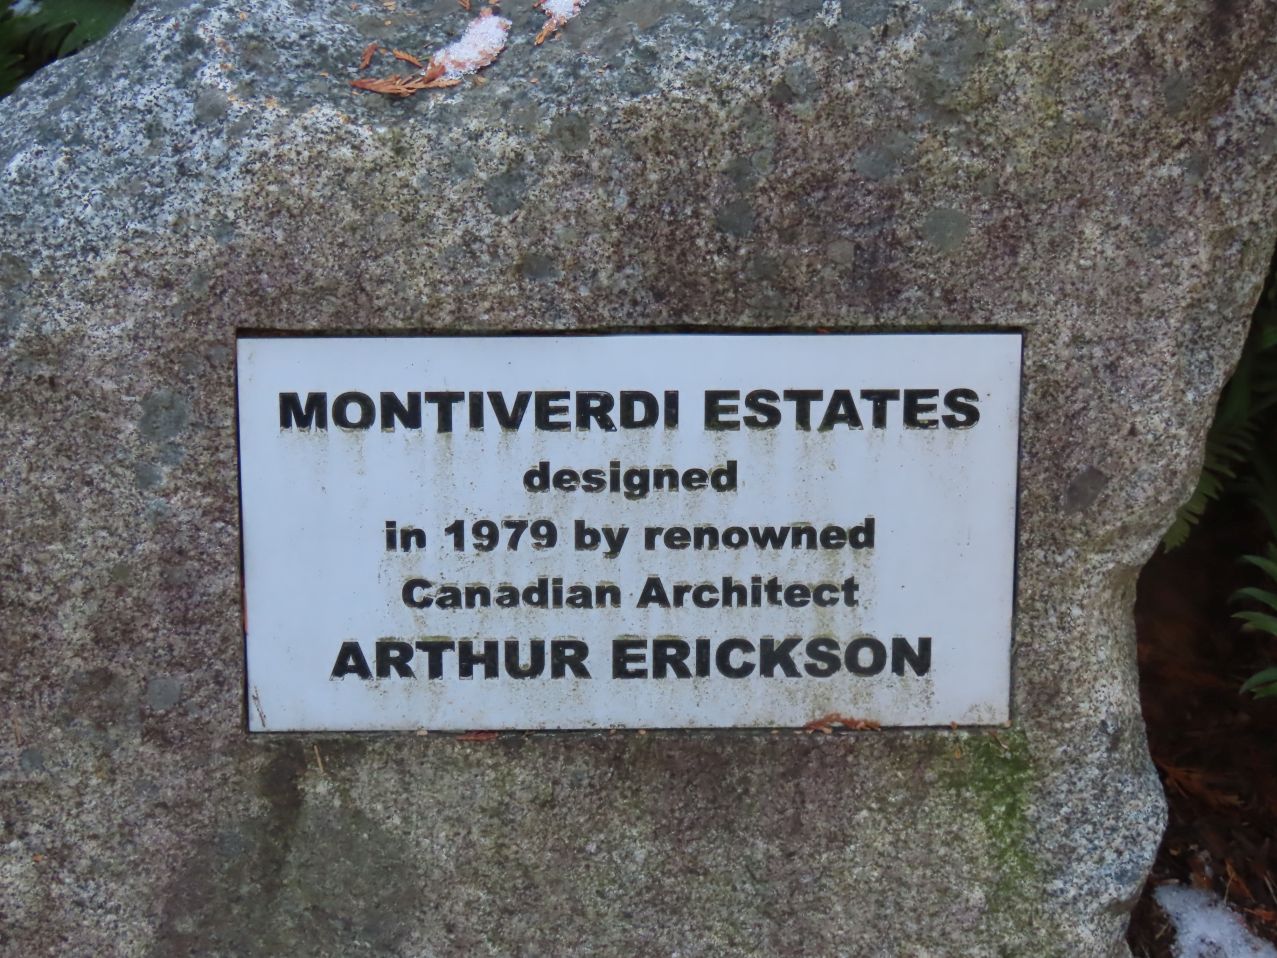 MONTIVERDI ESTATES
designed
in 1979 by renowned
Canadian Architect
ARTHUR ERICKSON